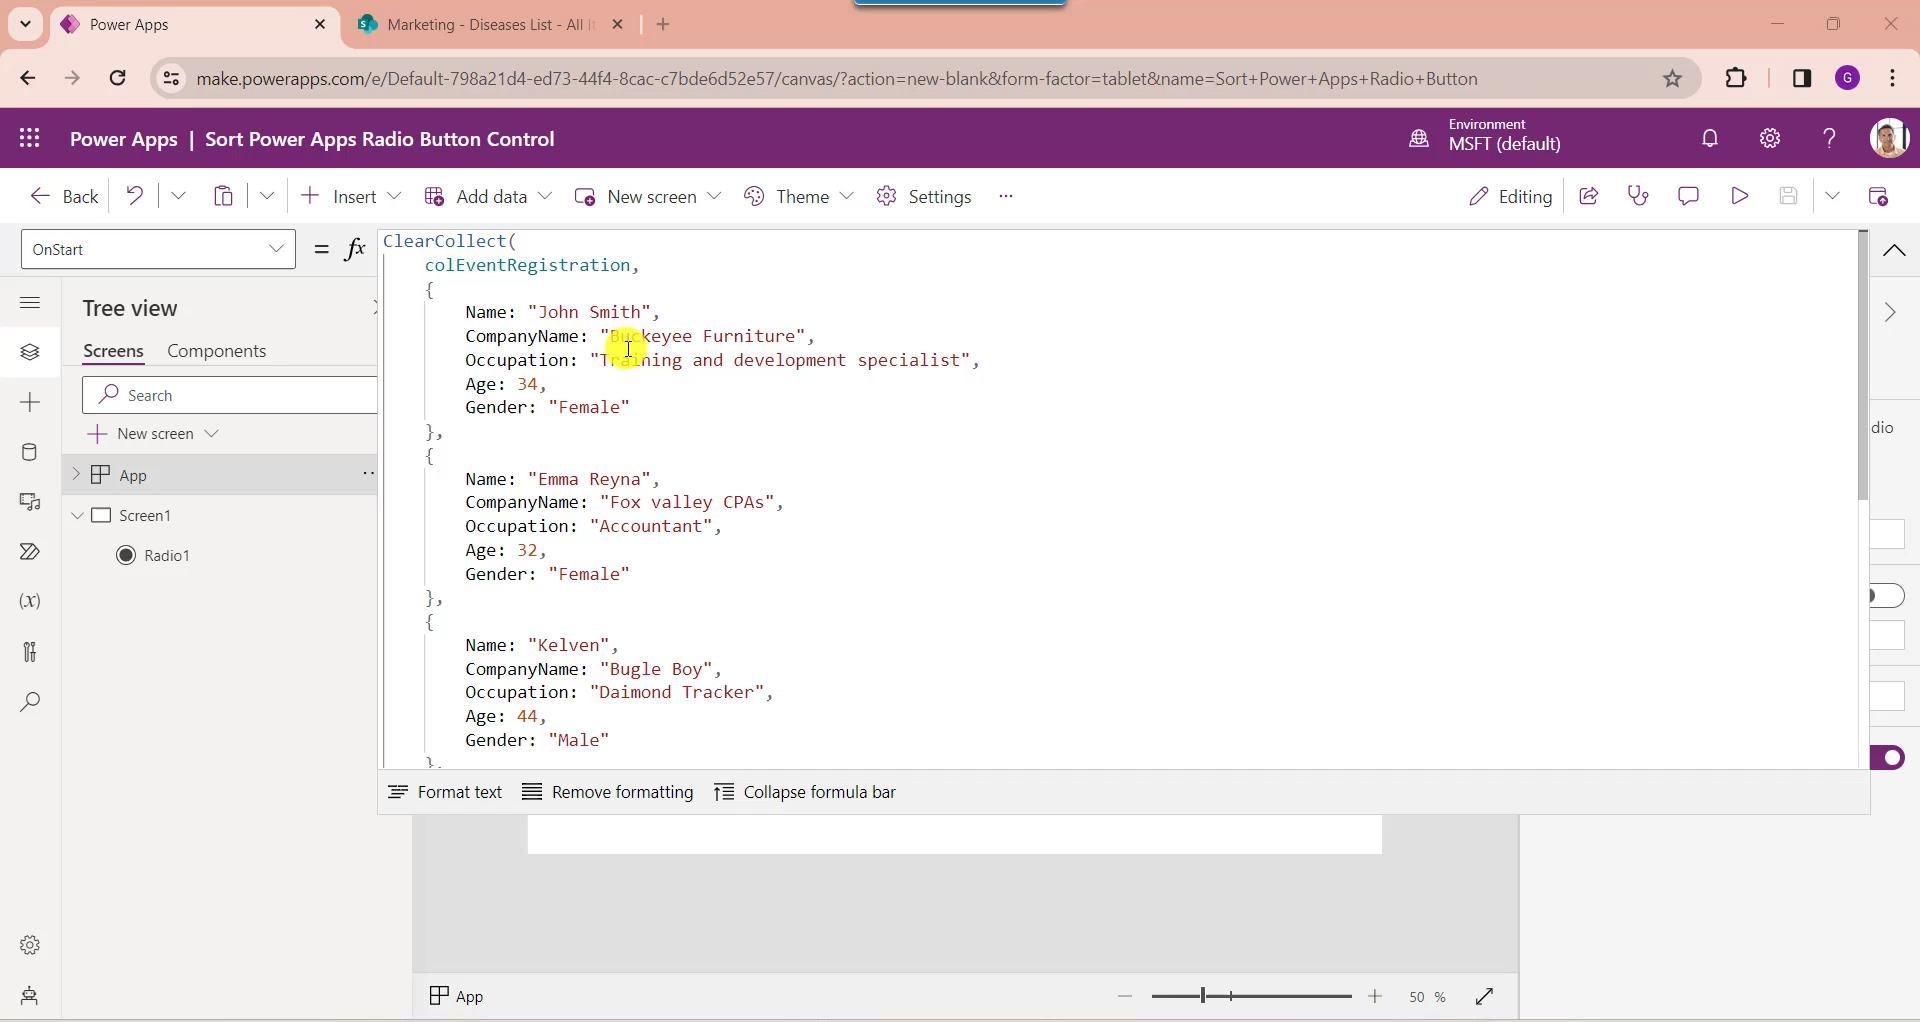 Power Apps
Marketing - Diseases List - All It
make.powerapps.com/e/Default-798a21d4-ed73-44f4-8cac-c7bde6d52e57/canvas/?action=new-blank&form-factor=tablet&name=Sort+Power+Apps+Radio+Button
G
Power Apps | Sort Power Apps Radio Button Control
Environment
MSFT (default)
Back
Insert
Add data
New screen
Theme
Settings
Editing
OnStart
= fx
ClearCollect(
colEventRegistration,
{
Name: "John Smith",
CompanyName: "Buckeyee Furniture",
Occupation: "Training and development specialist",
Age: 34,
Gender: "Female"
},
{
Name: "Emma Reyna",
CompanyName: "Fox valley CPAs",
Occupation: "Accountant",
Age: 32,
Gender: "Female"
},
{
Name: "Kelven",
CompanyName: "Bugle Boy",
Occupation: "Daimond Tracker",
Age: 44,
Gender: "Male"
},
Format text
Remove formatting
Collapse formula bar
Tree view
Screens
Components
Search
New screen
App
Screen1
Radio1
(x)
dio
App
50 %